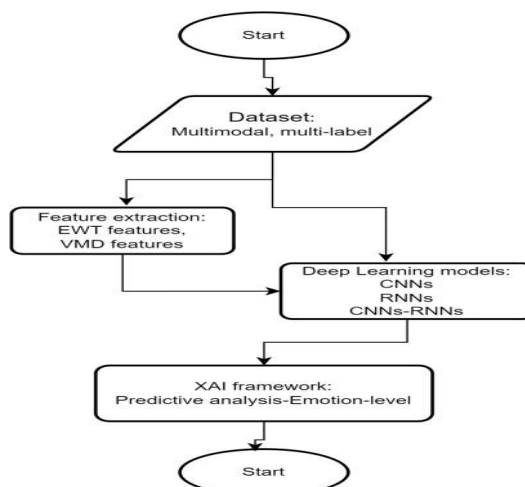 Start
Dataset:
Multimodal, multi-label
Feature extraction:
EWT features,
VMD features
Deep Learning models:
CNNs
RNNs
CNNs-RNNs
XAI framework:
Predictive analysis-Emotion-level
Start